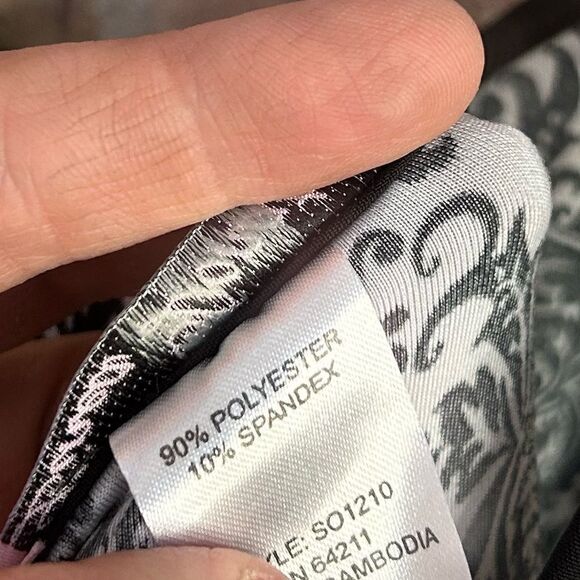 90% POLYESTER
10% SPANDEX
YLE: SO1210
N 64211
AMBODIA